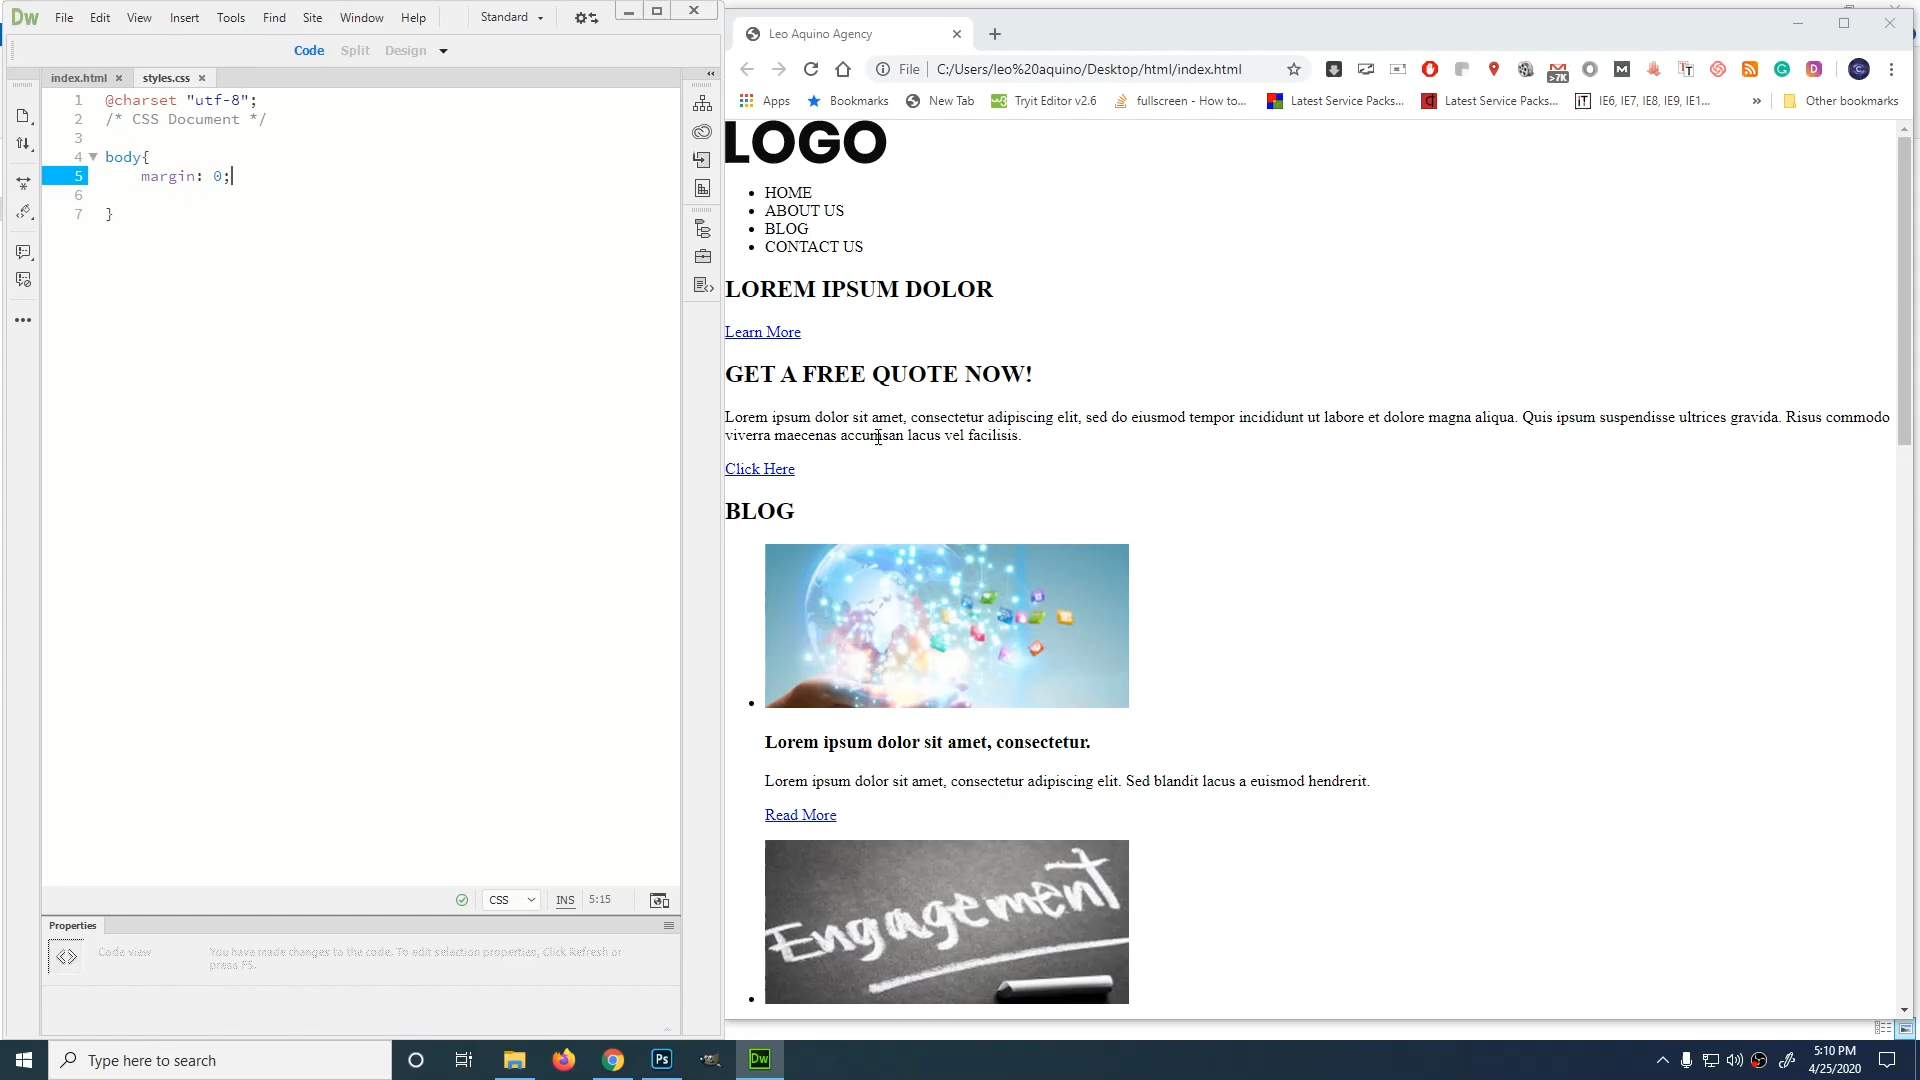 Dw File Edit View Insert Tools Find Site Window Help Standard
Code Split Design
index.html styles.css
1 @charset "utf-8";
2 /* CSS Document */
3
4 body{
5 margin: 0;
6
7 }
CSS INS 5:15
Properties
Code view You have made changes to the code. To edit selection properties, Click Refresh or
press F5.
Leo Aquino Agency
File C:/Users/leo%20aquino/Desktop/html/index.html
>7K
Apps Bookmarks New Tab Tryit Editor v2.6 fullscreen - How to... Latest Service Packs... Latest Service Packs... IE6, IE7, IE8, IE9, IE1... » Other bookmarks
LOGO
HOME
ABOUT US
BLOG
CONTACT US
LOREM IPSUM DOLOR
Learn More
GET A FREE QUOTE NOW!
Lorem ipsum dolor sit amet, consectetur adipiscing elit, sed do eiusmod tempor incididunt ut labore et dolore magna aliqua. Quis ipsum suspendisse ultrices gravida. Risus commodo
viverra maecenas accumsan lacus vel facilisis.
Click Here
BLOG
Lorem ipsum dolor sit amet, consectetur.
Lorem ipsum dolor sit amet, consectetur adipiscing elit. Sed blandit lacus a euismod hendrerit.
Read More
Engagement
Type here to search
Ps
Dw
5:10 PM
4/25/2020